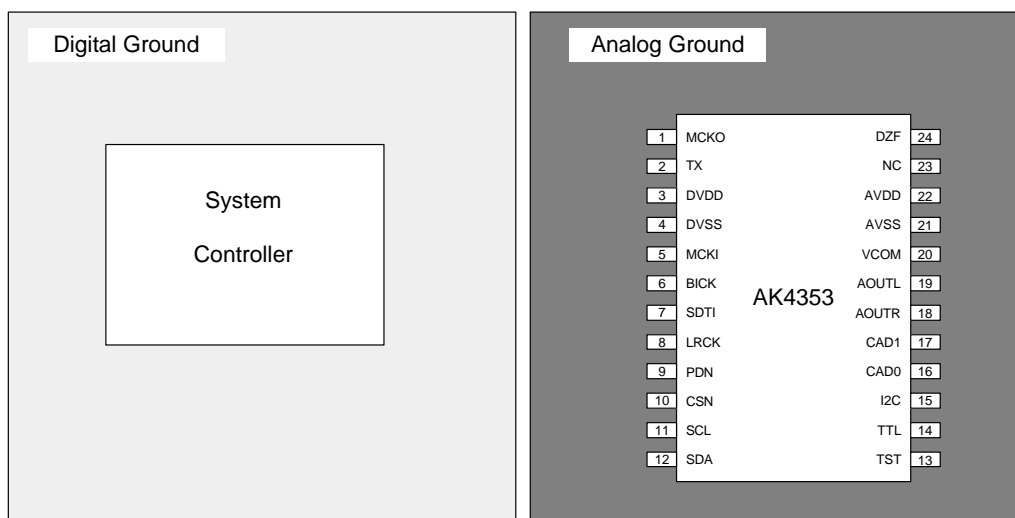 Digital Ground
System
Controller
Analog Ground
AK4353
1 MCKO
2 TX
3 DVDD
4 DVSS
5 MCKI
6 BICK
7 SDTI
8 LRCK
9 PDN
10 CSN
11 SCL
12 SDA
DZF 24
NC 23
AVDD 22
AVSS 21
VCOM 20
AOUTL 19
AOUTR 18
CAD1 17
CAD0 16
I2C 15
TTL 14
TST 13